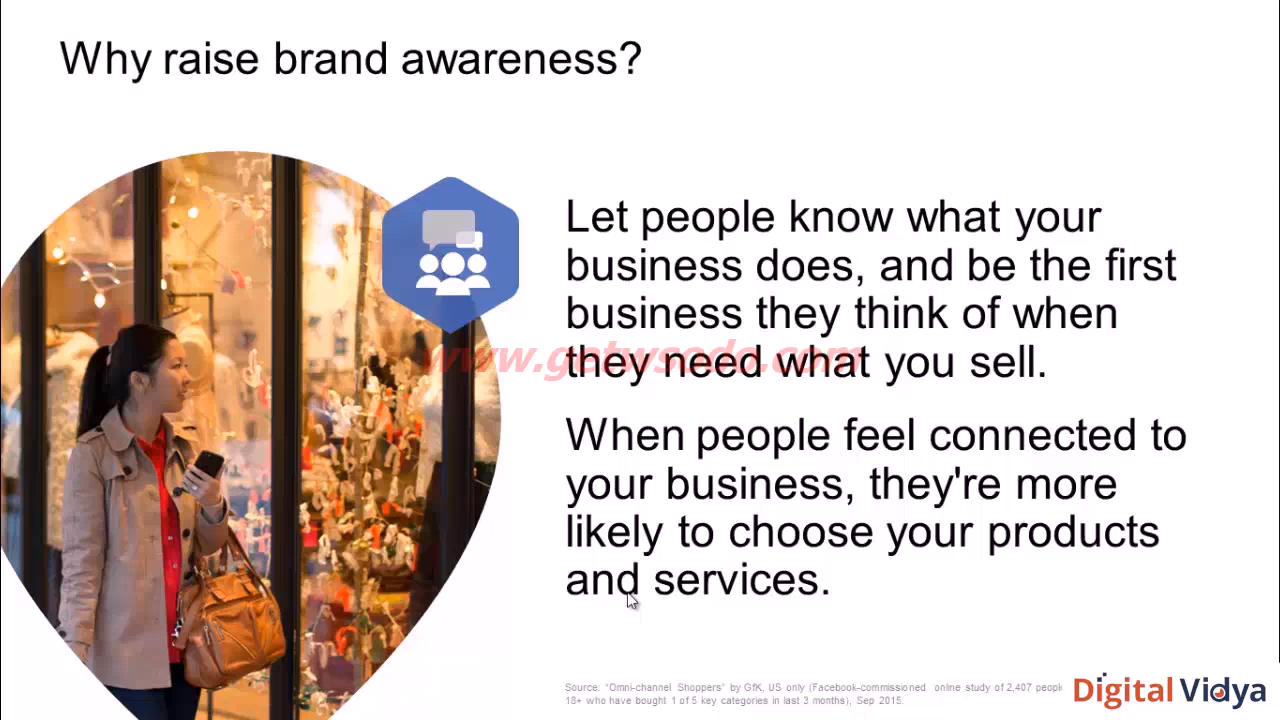 Why raise brand awareness?
Let people know what your
business does, and be the first
business they think of when
they need what you sell.
www.getwsodo.com
When people feel connected to
your business, they're more
likely to choose your products
and services.
Source: "Omni-channel Shoppers" by GfK, US only (Facebook-commissioned online study of 2,407 people
18+ who have bought 1 of 5 key categories in last 3 months), Sep 2015.
Digital Vidya